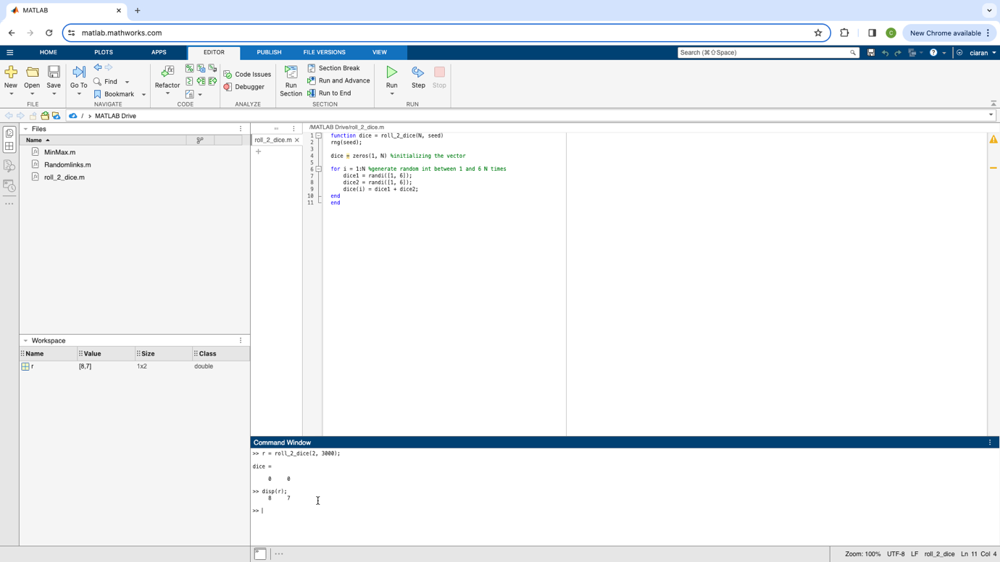 MATLAB
matlab.mathworks.com
New Chrome available
HOME PLOTS APPS EDITOR PUBLISH FILE VERSIONS VIEW
Search (⌘⇧Space)
ciaran
New Open Save Go To Find Bookmark Refactor Code Issues Debugger Run Section Section Break Run and Advance Run to End Run Step Stop
FILE NAVIGATE CODE ANALYZE SECTION RUN
/ > MATLAB Drive
Files
Name
MinMax.m
Randomlinks.m
roll_2_dice.m
Workspace
Name Value Size Class
r [8,7] 1x2 double
roll_2_dice.m
/MATLAB Drive/roll_2_dice.m
1 function dice = roll_2_dice(N, seed)
2 rng(seed);
3
4 dice = zeros(1, N) %initializing the vector
5
6 for i = 1:N %generate random int between 1 and 6 N times
7 dice1 = randi([1, 6]);
8 dice2 = randi([1, 6]);
9 dice(i) = dice1 + dice2;
10 end
11 end
Command Window
>> r = roll_2_dice(2, 3000);
dice =
0 0
>> disp(r);
8 7
>>
Zoom: 100% UTF-8 LF roll_2_dice Ln 11 Col 4